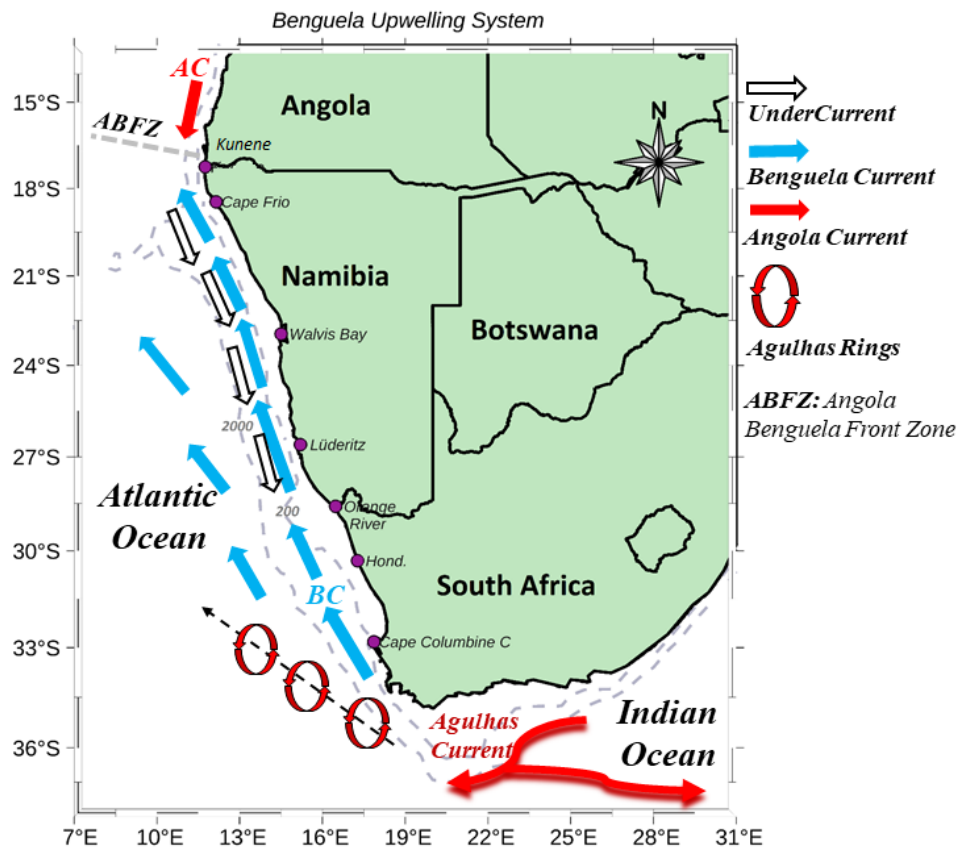 Benguela Upwelling System
15°S
18°S
21°S
24°S
27°S
30°S
33°S
36°S
7°E
10°E
13°E
16°E
19°E
22°E
25°E
28°E
31°E
AC
ABFZ
Angola
Kunene
Cape Frio
Namibia
Walvis Bay
Botswana
2000
Lüderitz
200
Orange
River
Atlantic
Ocean
Hond.
South Africa
BC
Cape Columbine C
Agulhas
Current
Indian
Ocean
N
UnderCurrent
Benguela Current
Angola Current
Agulhas Rings
ABFZ: Angola
Benguela Front Zone